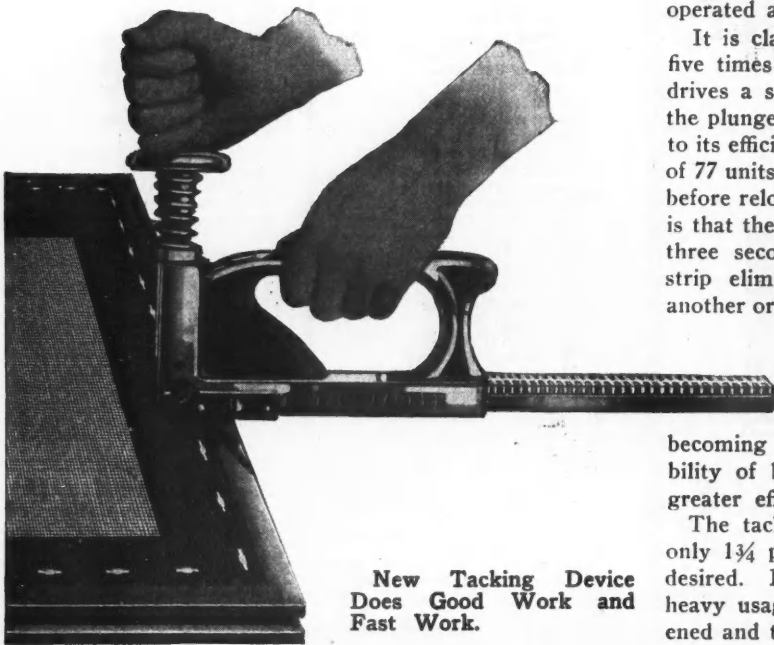 operated a
It is cla
five times
drives a s
the plunge
to its effici
of 77 units
before relo
is that the
three seco
strip elim
another or
becoming
bility of l
greater eff
The tacl
only 1¾ p
desired. I
heavy usag
ened and t
New Tacking Device
Does Good Work and
Fast Work.